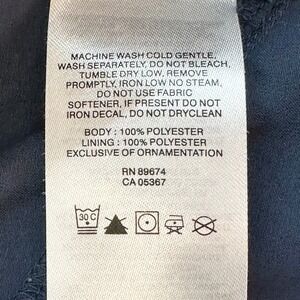 MACHINE WASH COLD GENTLE,
WASH SEPARATELY, DO NOT BLEACH,
TUMBLE DRY LOW, REMOVE
PROMPTLY, IRON LOW NO STEAM,
DO NOT USE FABRIC
SOFTENER, IF PRESENT DO NOT
IRON DECAL, DO NOT DRYCLEAN
BODY : 100% POLYESTER
LINING : 100% POLYESTER
EXCLUSIVE OF ORNAMENTATION
RN 89674
CA 05367
30 C